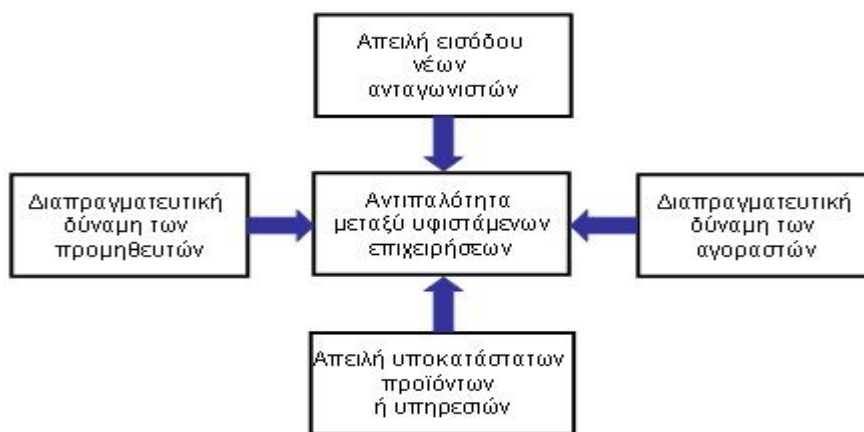 Απειλή εισόδου
νέων
ανταγωνιστών
Διαπραγματευτική
δύναμη των
προμηθευτών
Αντιπαλότητα
μεταξύ υφιστάμενων
επιχειρήσεων
Διαπραγματευτική
δύναμη των
αγοραστών
Απειλή υποκατάστατων
προϊόντων
ή υπηρεσιών